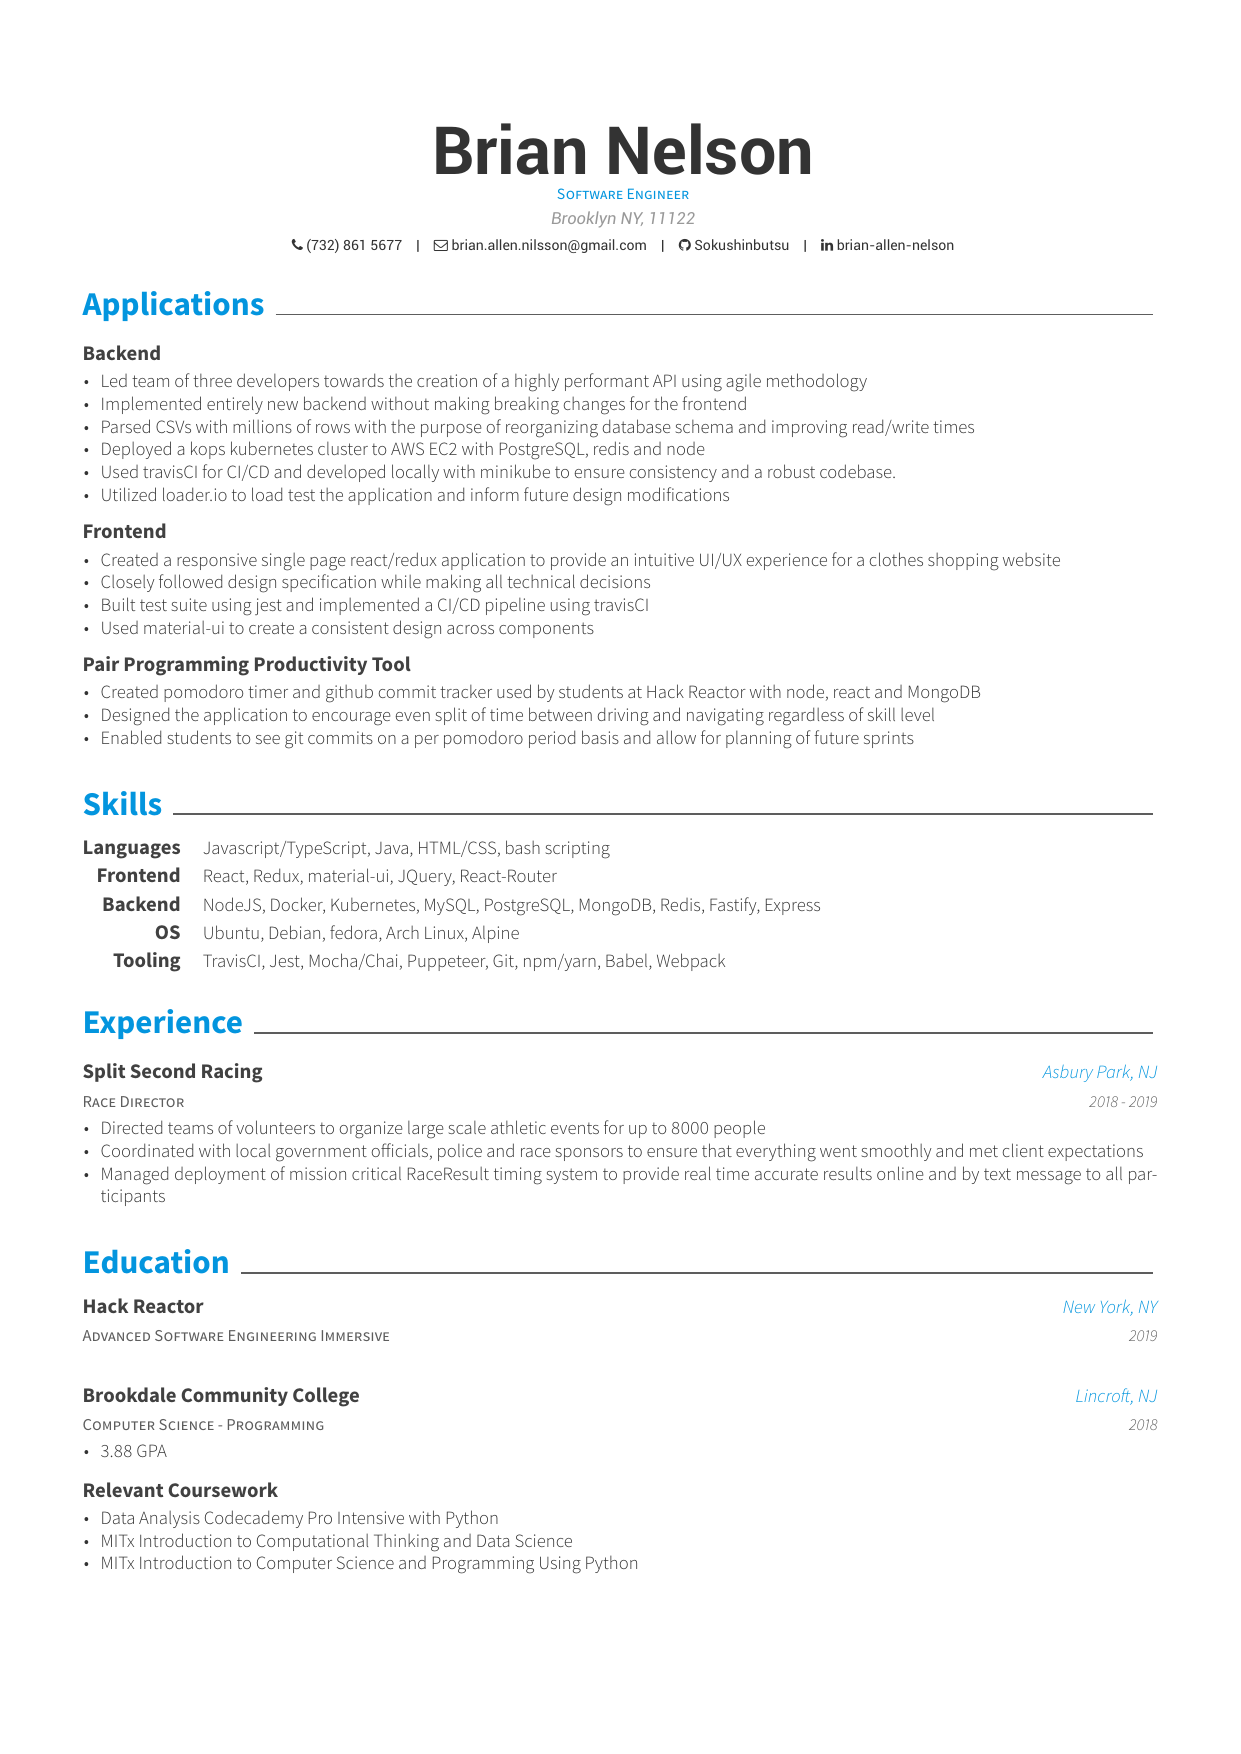 Brian Nelson
Software Engineer
Brooklyn NY, 11122
(732) 861 5677 | brian.allen.nilsson@gmail.com | Sokushinbutsu | brian-allen-nelson
Applications
Backend
• Led team of three developers towards the creation of a highly performant API using agile methodology
• Implemented entirely new backend without making breaking changes for the frontend
• Parsed CSVs with millions of rows with the purpose of reorganizing database schema and improving read/write times
• Deployed a kops kubernetes cluster to AWS EC2 with PostgreSQL, redis and node
• Used travisCI for CI/CD and developed locally with minikube to ensure consistency and a robust codebase.
• Utilized loader.io to load test the application and inform future design modifications
Frontend
• Created a responsive single page react/redux application to provide an intuitive UI/UX experience for a clothes shopping website
• Closely followed design specification while making all technical decisions
• Built test suite using jest and implemented a CI/CD pipeline using travisCI
• Used material-ui to create a consistent design across components
Pair Programming Productivity Tool
• Created pomodoro timer and github commit tracker used by students at Hack Reactor with node, react and MongoDB
• Designed the application to encourage even split of time between driving and navigating regardless of skill level
• Enabled students to see git commits on a per pomodoro period basis and allow for planning of future sprints
Skills
Languages Javascript/TypeScript, Java, HTML/CSS, bash scripting
Frontend React, Redux, material-ui, JQuery, React-Router
Backend NodeJS, Docker, Kubernetes, MySQL, PostgreSQL, MongoDB, Redis, Fastify, Express
OS Ubuntu, Debian, fedora, Arch Linux, Alpine
Tooling TravisCI, Jest, Mocha/Chai, Puppeteer, Git, npm/yarn, Babel, Webpack
Experience
Split Second Racing Asbury Park, NJ
Race Director 2018 - 2019
• Directed teams of volunteers to organize large scale athletic events for up to 8000 people
• Coordinated with local government officials, police and race sponsors to ensure that everything went smoothly and met client expectations
• Managed deployment of mission critical RaceResult timing system to provide real time accurate results online and by text message to all par-
ticipants
Education
Hack Reactor New York, NY
Advanced Software Engineering Immersive 2019
Brookdale Community College Lincroft, NJ
Computer Science - Programming 2018
• 3.88 GPA
Relevant Coursework
• Data Analysis Codecademy Pro Intensive with Python
• MITx Introduction to Computational Thinking and Data Science
• MITx Introduction to Computer Science and Programming Using Python